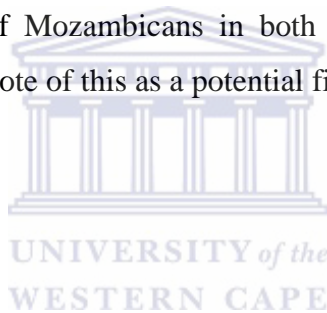 f Mozambicans in both
ote of this as a potential fi
UNIVERSITY of the
WESTERN CAPE